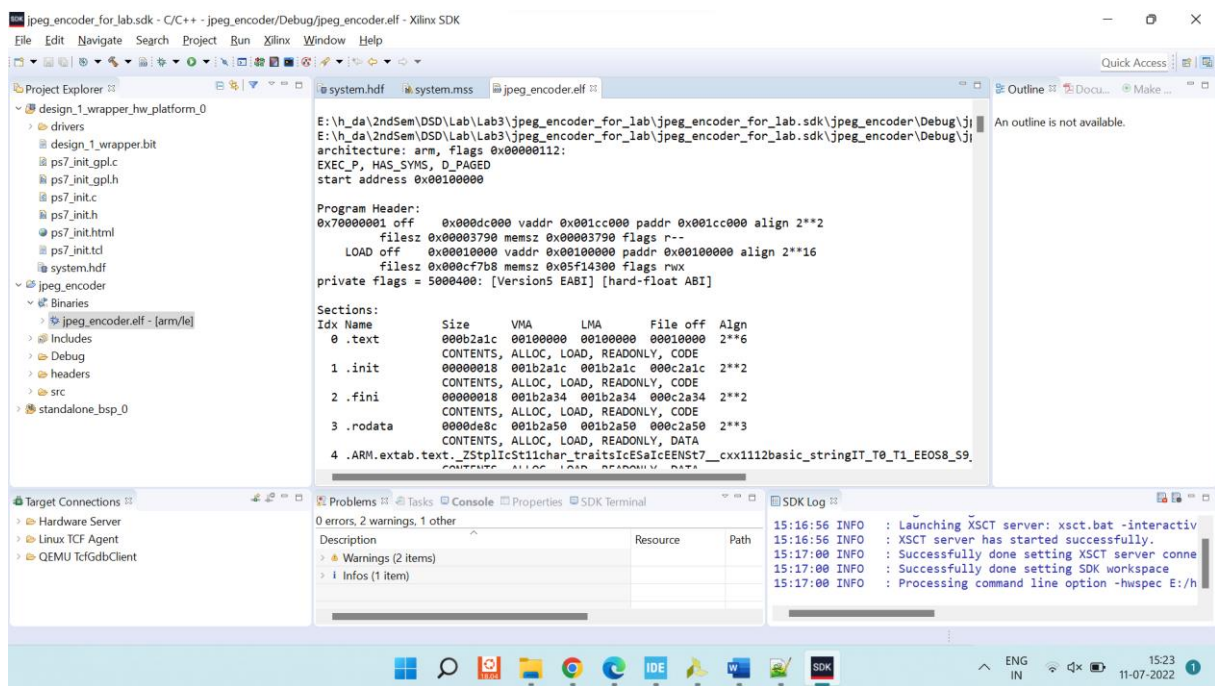 jpeg_encoder_for_lab.sdk - C/C++ - jpeg_encoder/Debug/jpeg_encoder.elf - Xilinx SDK
File Edit Navigate Search Project Run Xilinx Window Help
Quick Access
Project Explorer
design_1_wrapper_hw_platform_0
drivers
design_1_wrapper.bit
ps7_init_gpl.c
ps7_init_gpl.h
ps7_init.c
ps7_init.h
ps7_init.html
ps7_init.tcl
system.hdf
jpeg_encoder
Binaries
jpeg_encoder.elf - [arm/le]
Includes
Debug
headers
src
standalone_bsp_0
system.hdf system.mss jpeg_encoder.elf
E:\h_da\2ndSem\DSD\Lab\Lab3\jpeg_encoder_for_lab\jpeg_encoder_for_lab.sdk\jpeg_encoder\Debug\
E:\h_da\2ndSem\DSD\Lab\Lab3\jpeg_encoder_for_lab\jpeg_encoder_for_lab.sdk\jpeg_encoder\Debug\
architecture: arm, flags 0x00000112:
EXEC_P, HAS_SYMS, D_PAGED
start address 0x00100000
Program Header:
0x70000001 off 0x000dc000 vaddr 0x001cc000 paddr 0x001cc000 align 2**2
filesz 0x00003790 memsz 0x00003790 flags r--
LOAD off 0x00010000 vaddr 0x00100000 paddr 0x00100000 align 2**16
filesz 0x000cf7b8 memsz 0x05f14300 flags rwx
private flags = 5000400: [Version5 EABI] [hard-float ABI]
Sections:
Idx Name Size VMA LMA File off Algn
0 .text 000b2a1c 00100000 00100000 00010000 2**6
CONTENTS, ALLOC, LOAD, READONLY, CODE
1 .init 00000018 001b2a1c 001b2a1c 000c2a1c 2**2
CONTENTS, ALLOC, LOAD, READONLY, CODE
2 .fini 00000018 001b2a34 001b2a34 000c2a34 2**2
CONTENTS, ALLOC, LOAD, READONLY, CODE
3 .rodata 0000de8c 001b2a50 001b2a50 000c2a50 2**3
CONTENTS, ALLOC, LOAD, READONLY, DATA
4 .ARM.extab.text._ZStplIcSt11char_traitsIcESaIcEENSt7__cxx1112basic_stringIT_T0_T1_EEOS8_S9_
CONTENTS, ALLOC, LOAD, READONLY, DATA
Outline Docu... Make ...
An outline is not available.
Target Connections
Hardware Server
Linux TCF Agent
QEMU TcfGdbClient
Problems Tasks Console Properties SDK Terminal
0 errors, 2 warnings, 1 other
Description Resource Path
Warnings (2 items)
Infos (1 item)
SDK Log
15:16:56 INFO : Launching XSCT server: xsct.bat -interactiv
15:16:56 INFO : XSCT server has started successfully.
15:17:00 INFO : Successfully done setting XSCT server conne
15:17:00 INFO : Successfully done setting SDK workspace
15:17:00 INFO : Processing command line option -hwspec E:/h
IDE
SDK
18.04
ENG
IN
15:23
11-07-2022
1